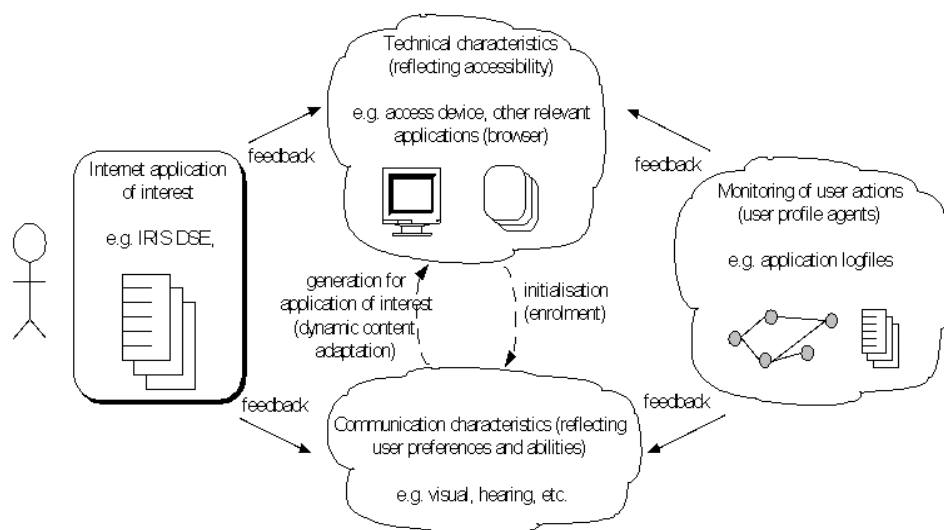 Technical characteristics
(reflecting accessibility)
e.g. access device, other relevant
applications (browser)
feedback
feedback
Internet application
of interest
e.g. IRIS DSE,
Monitoring of user actions
(user profile agents)
e.g. application logfiles
generation for
application of interest
(dynamic content
adaptation)
initialisation
(enrolment)
feedback
feedback
Communication characteristics (reflecting
user preferences and abilities)
e.g. visual, hearing, etc.